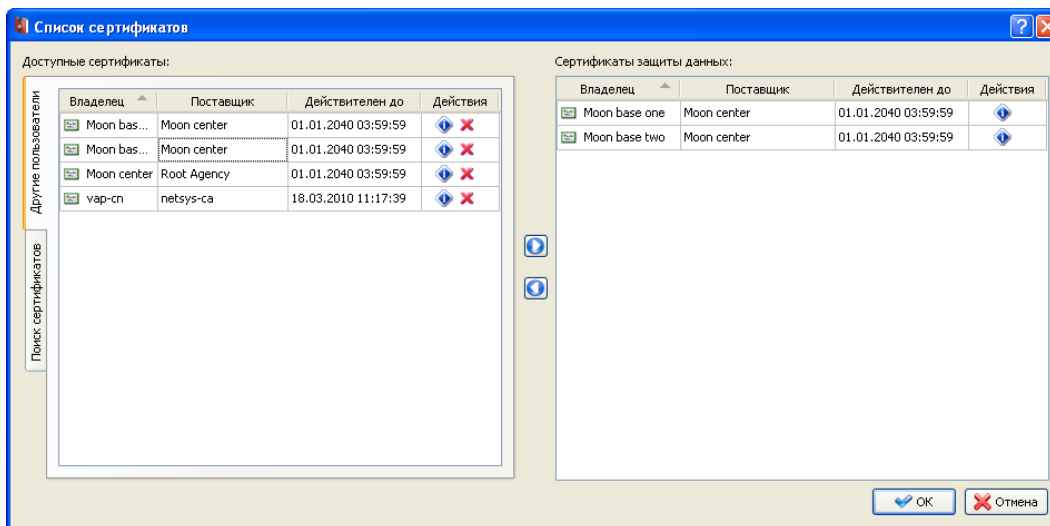 Список сертификатов
Доступные сертификаты:
Другие пользователи
Поиск сертификатов
Владелец Поставщик Действителен до Действия
Moon bas... Moon center 01.01.2040 03:59:59
Moon bas... Moon center 01.01.2040 03:59:59
Moon center Root Agency 01.01.2040 03:59:59
vap-cn netsys-ca 18.03.2010 11:17:39
Сертификаты защиты данных:
Владелец Поставщик Действителен до Действия
Moon base one Moon center 01.01.2040 03:59:59
Moon base two Moon center 01.01.2040 03:59:59
ОК
Отмена